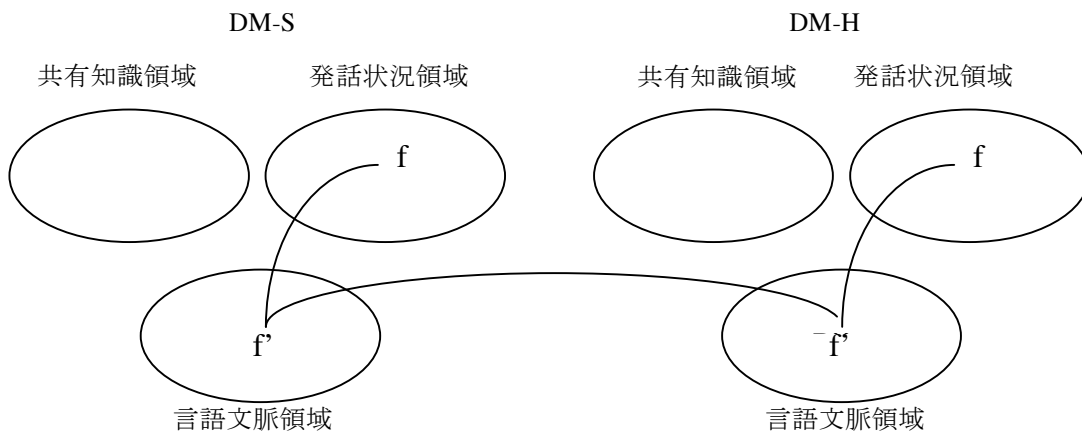 DM-S DM-H
共有知識領域 発話状況領域 共有知識領域 発話状況領域
f f
f’ f’
言語文脈領域 言語文脈領域